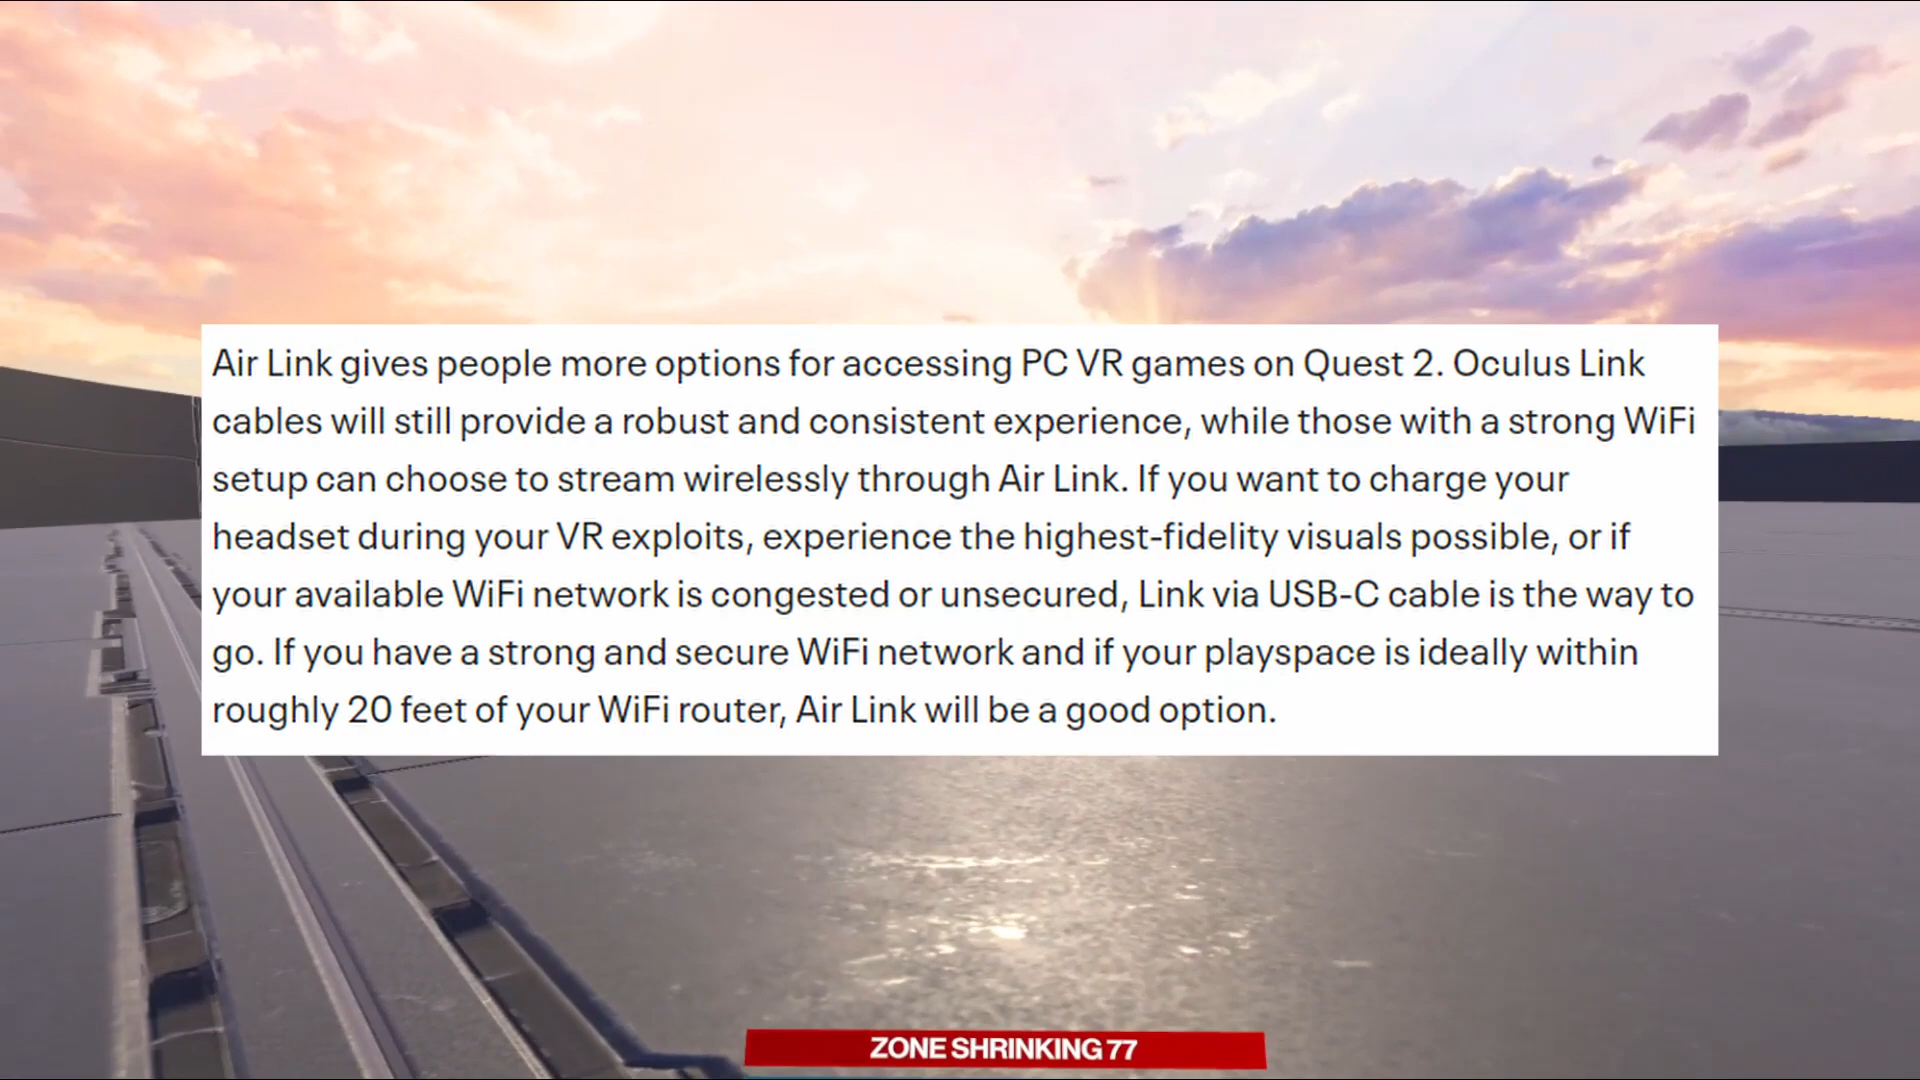 Air Link gives people more options for accessing PC VR games on Quest 2. Oculus Link
cables will still provide a robust and consistent experience, while those with a strong WiFi
setup can choose to stream wirelessly through Air Link. If you want to charge your
headset during your VR exploits, experience the highest-fidelity visuals possible, or if
your available WiFi network is congested or unsecured, Link via USB-C cable is the way to
go. If you have a strong and secure WiFi network and if your playspace is ideally within
roughly 20 feet of your WiFi router, Air Link will be a good option.
ZONE SHRINKING 77